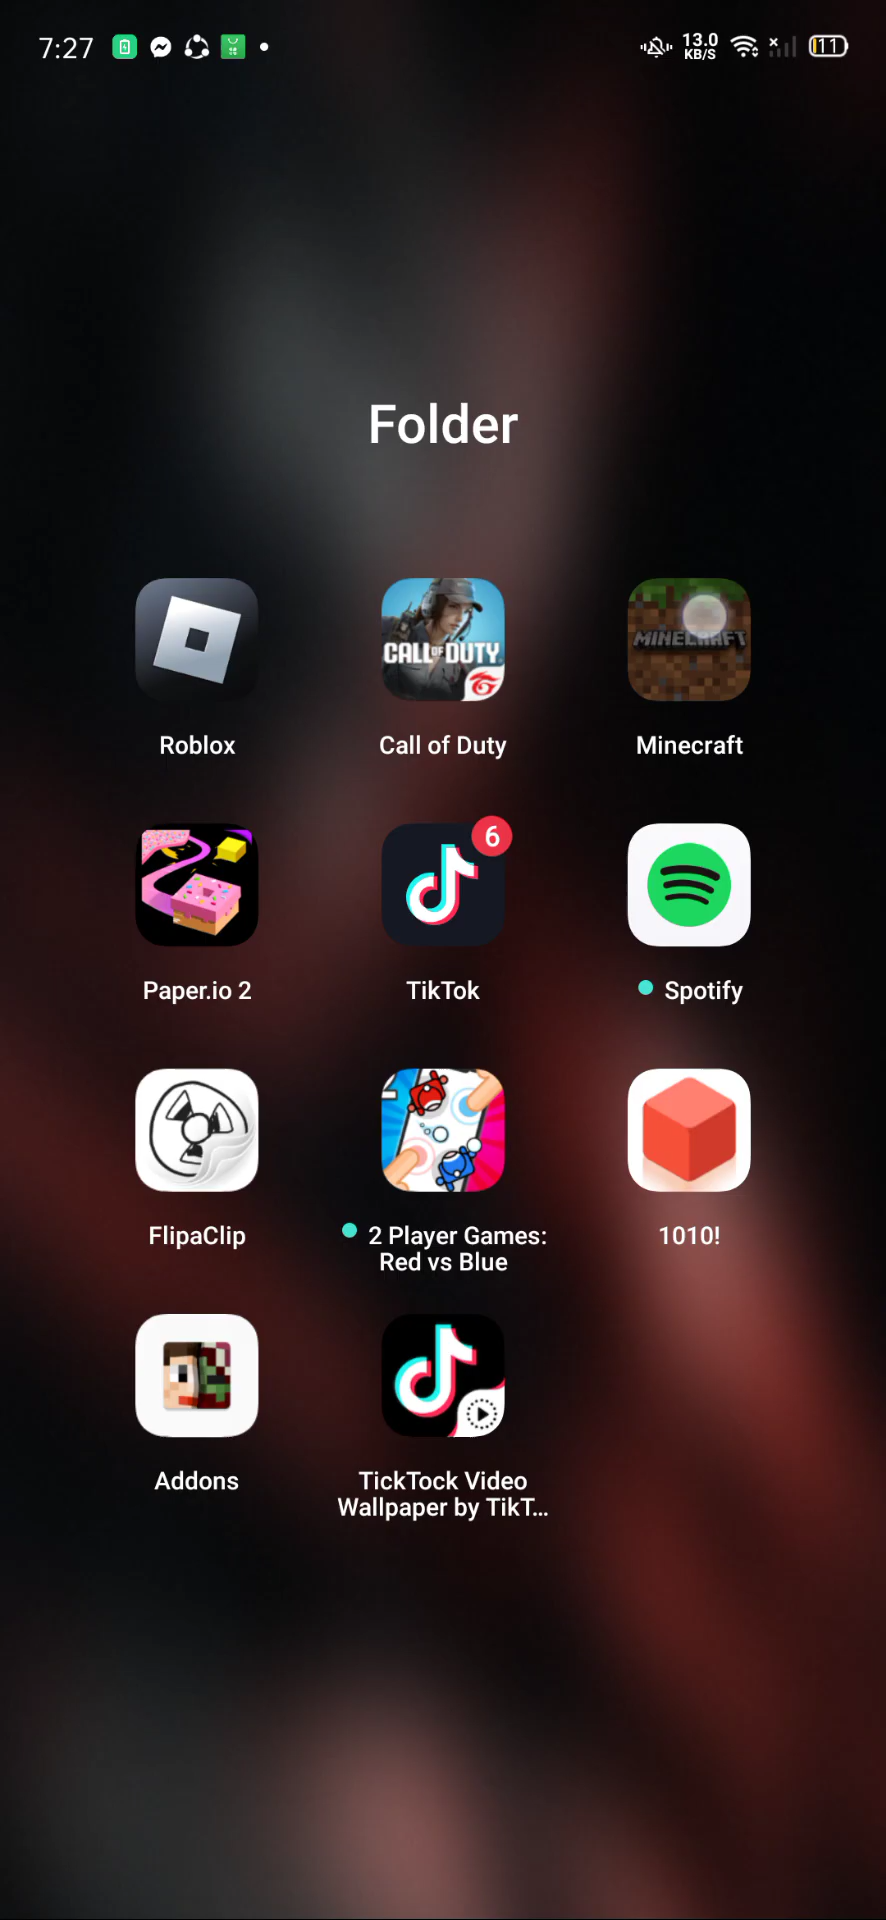 7:27
13.0
KB/S
11
Folder
CALL OF DUTY
MINECRAFT
Roblox
Call of Duty
Minecraft
6
Paper.io 2
TikTok
Spotify
FlipaClip
2 Player Games:
Red vs Blue
1010!
Addons
TickTock Video
Wallpaper by TikT...